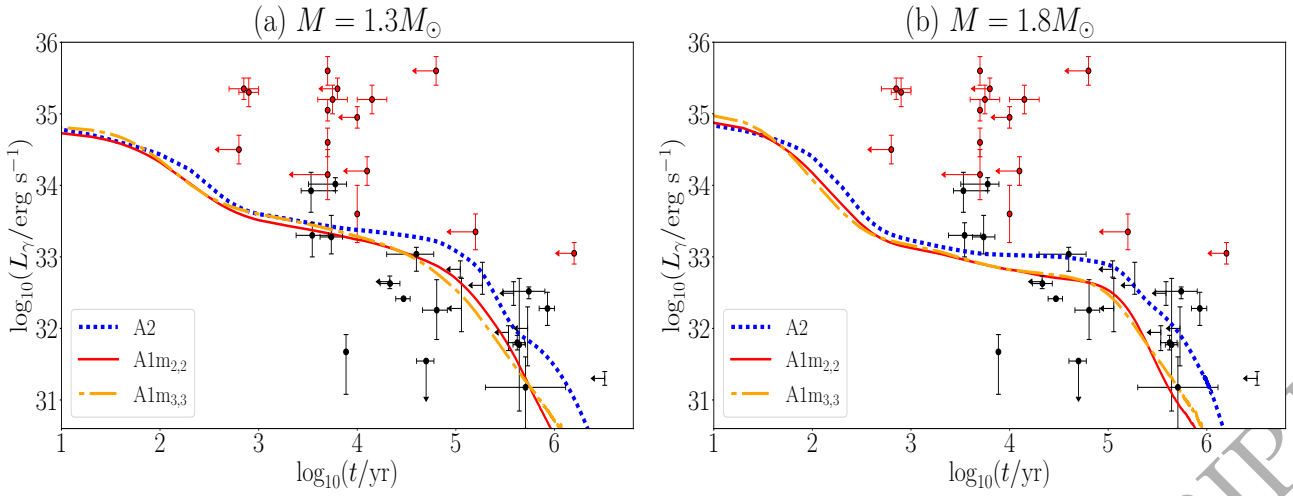 (a) M = 1.3M⊙
36
35
34
33
32
31
log₁₀(Lγ/erg s⁻¹)
A2
A1m₂,₂
A1m₃,₃
1 2 3 4 5 6
log₁₀(t/yr)
(b) M = 1.8M⊙
36
35
34
33
32
31
log₁₀(Lγ/erg s⁻¹)
A2
A1m₂,₂
A1m₃,₃
1 2 3 4 5 6
log₁₀(t/yr)